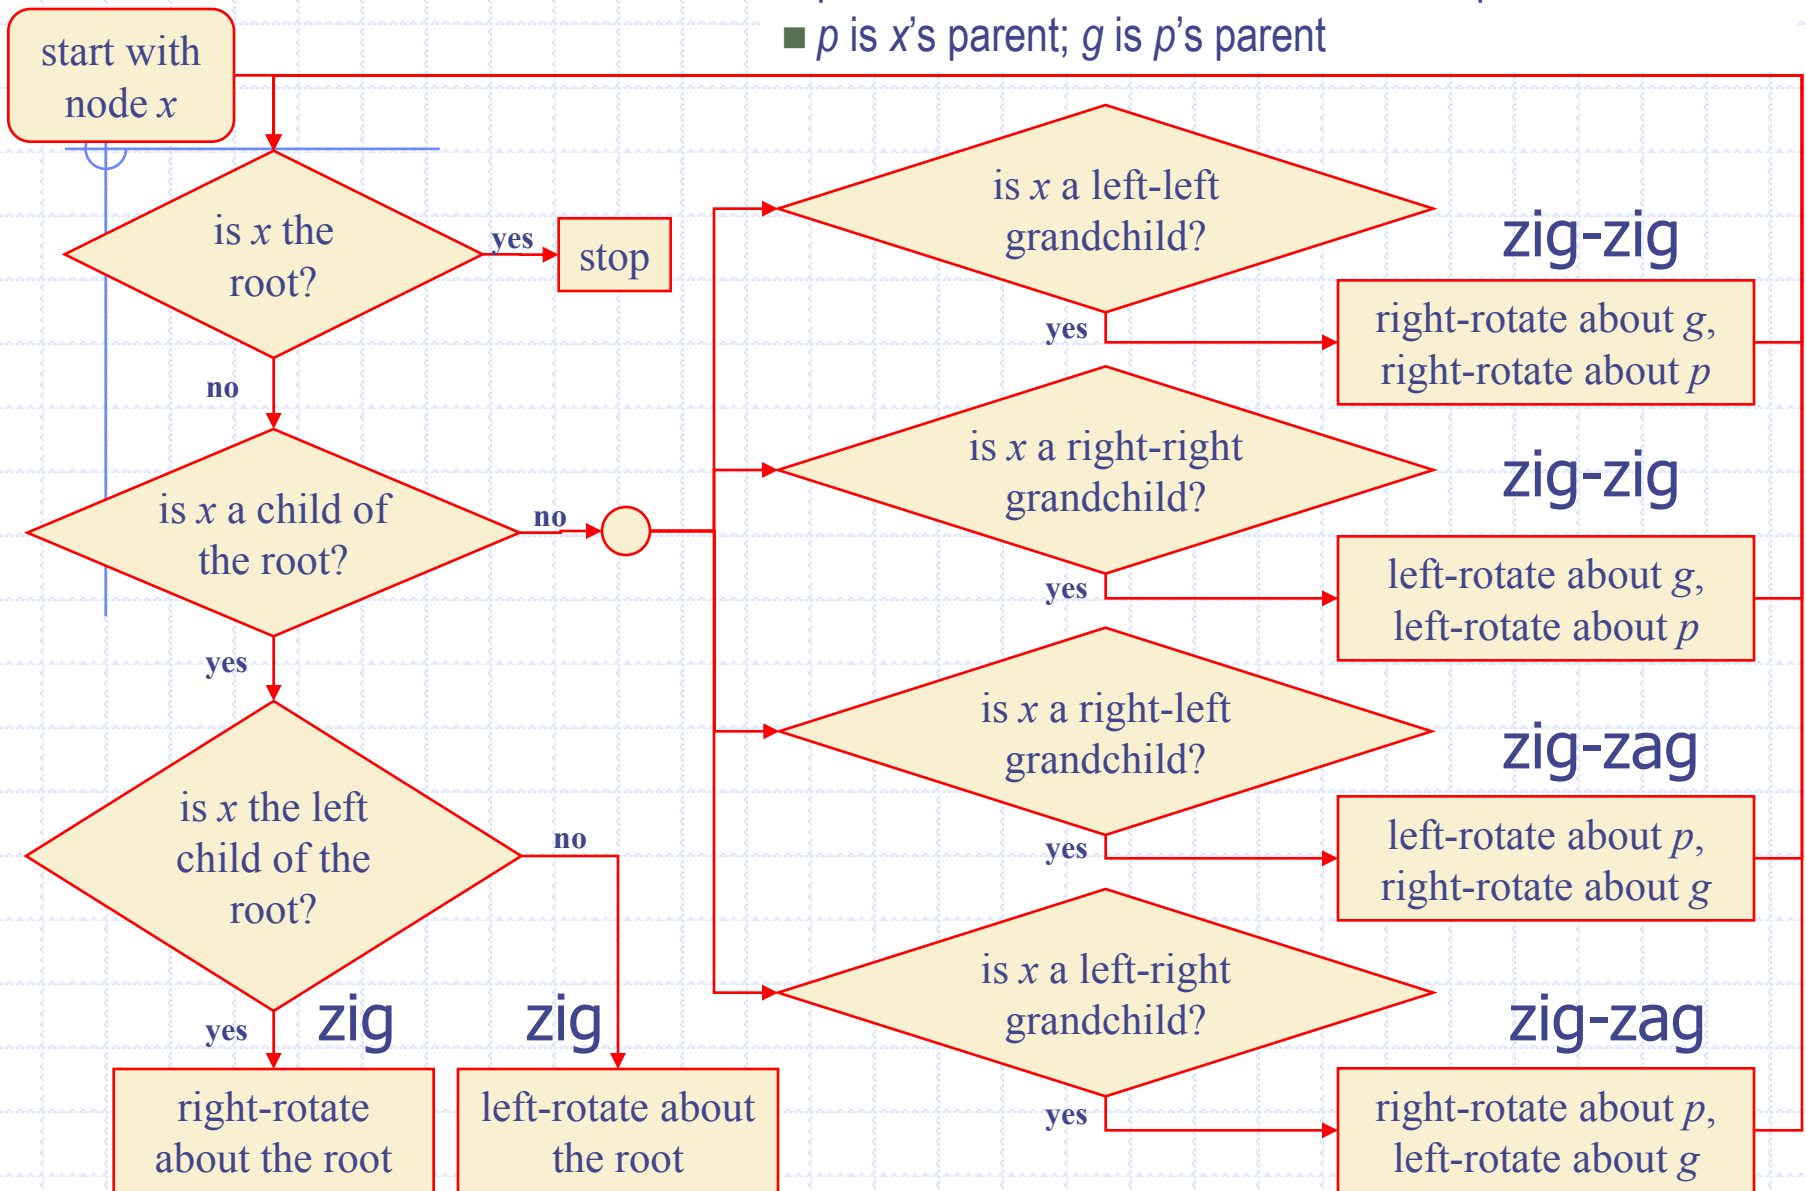 ■ p is x's parent; g is p's parent
start with
node x
is x the
root?
yes
stop
no
is x a child of
the root?
no
yes
is x the left
child of the
root?
no
yes
zig
zig
right-rotate
about the root
left-rotate about
the root
is x a left-left
grandchild?
yes
zig-zig
right-rotate about g,
right-rotate about p
is x a right-right
grandchild?
yes
zig-zig
left-rotate about g,
left-rotate about p
is x a right-left
grandchild?
yes
zig-zag
left-rotate about p,
right-rotate about g
is x a left-right
grandchild?
yes
zig-zag
right-rotate about p,
left-rotate about g